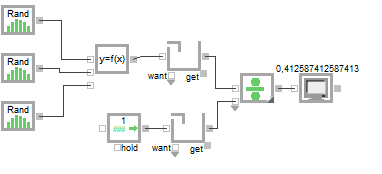 Rand
Rand
Rand
y=f(x)
want
get
0,412587412587413
1
hold
want
get